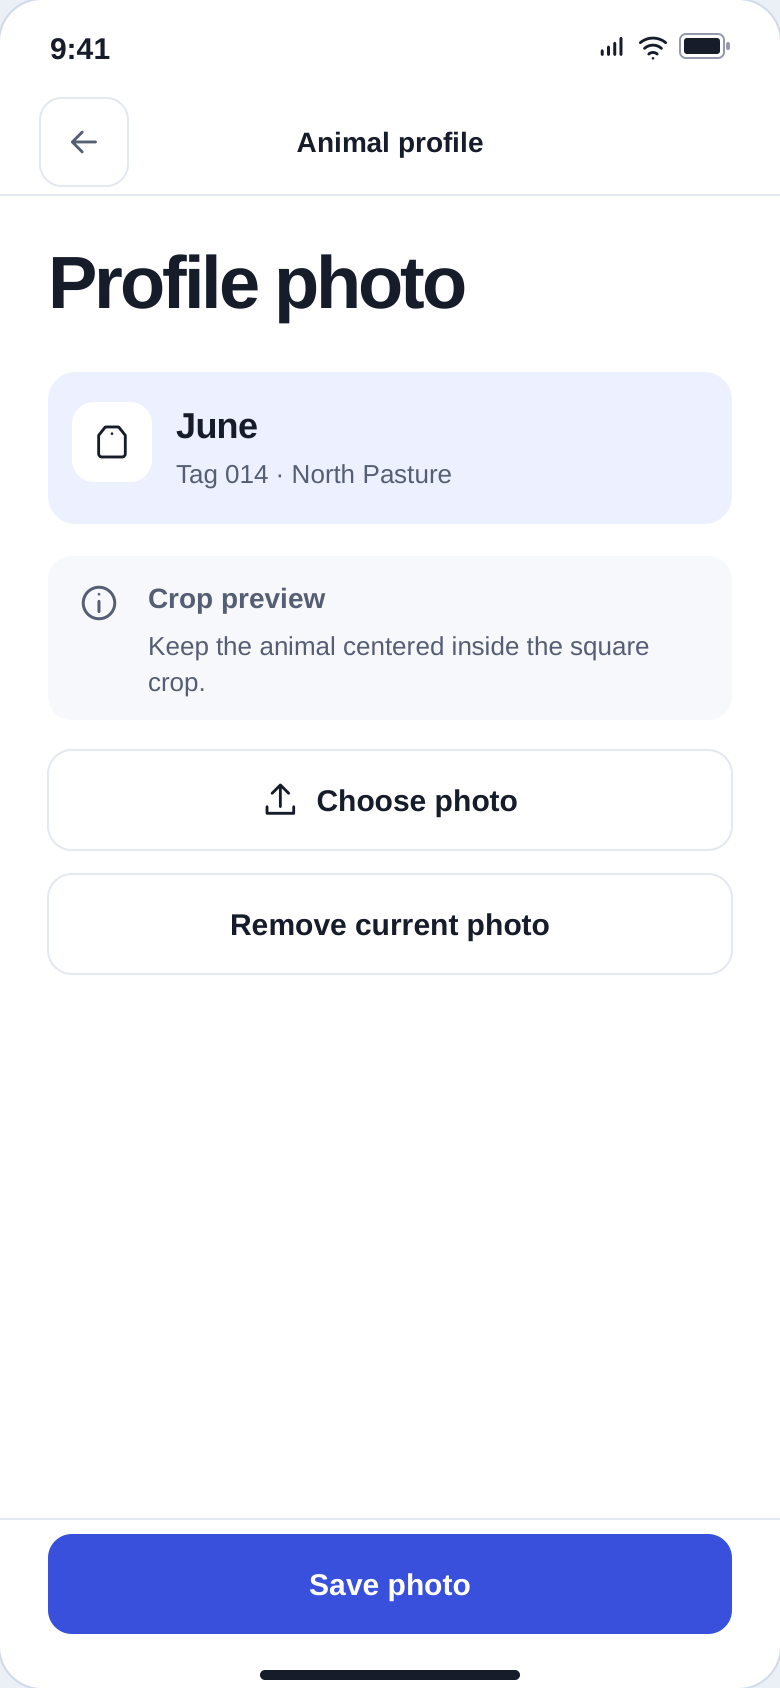 9:41
Animal profile
Profile photo
June
Tag 014 · North Pasture
Crop preview
Keep the animal centered inside the square
crop.
Choose photo
Remove current photo
Save photo